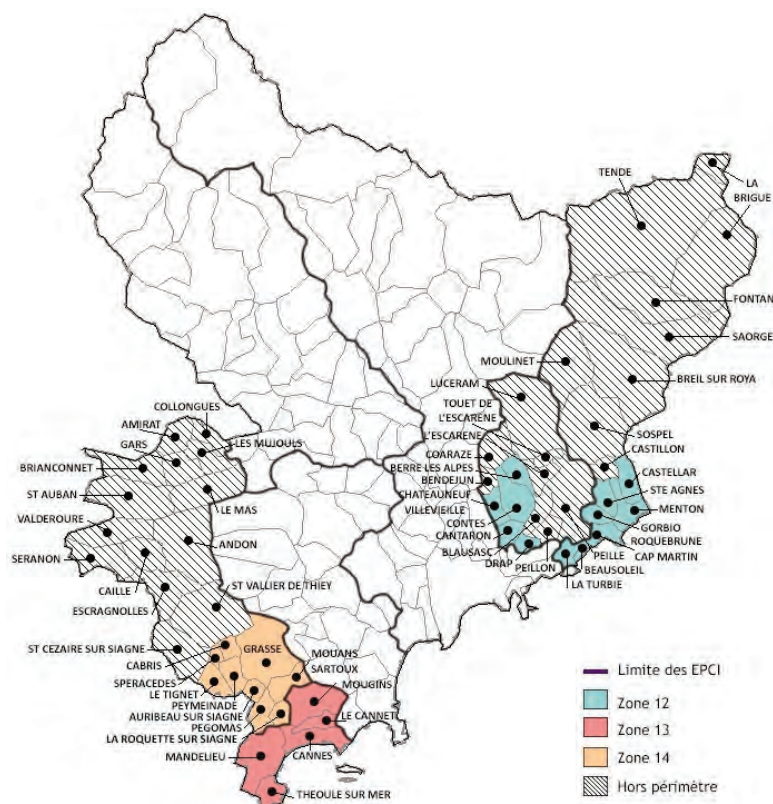 TENDE
LA
BRIGUE
FONTAN
SAORGE
MOULINET
BREIL SUR ROYA
LUCERAM
TOUET DE
L'ESCARENE
L'ESCARENE
SOSPEL
CASTILLON
COARAZE
BERRE LES ALPES
CASTELLAR
BENDEJUN
STE AGNES
CHATEAUNEUF
VILLEVIEILLE
MENTON
CONTES
GORBIO
CANTARON
ROQUEBRUNE
CAP MARTIN
BLAUSASC
PEILLE
DRAP
BEAUSOLEIL
PEILLON
LA TURBIE
COLLONGUES
AMIRAT
GARS
LES MUJOULS
BRIANCONNET
ST AUBAN
LE MAS
VALDEROURE
ANDON
SERANON
CAILLE
ST VALLIER DE THIEY
ESCRAGNOLLES
ST CEZAIRE SUR SIAGNE
GRASSE
MOUANS
SARTOUX
CABRIS
SPERACEDES
MOUGINS
LE TIGNET
PEYMEINADE
LE CANNET
AURIBEAU SUR SIAGNE
PEGOMAS
LA ROQUETTE SUR SIAGNE
MANDELIEU
CANNES
THEOULE SUR MER
Limite des EPCI
Zone 12
Zone 13
Zone 14
Hors périmètre